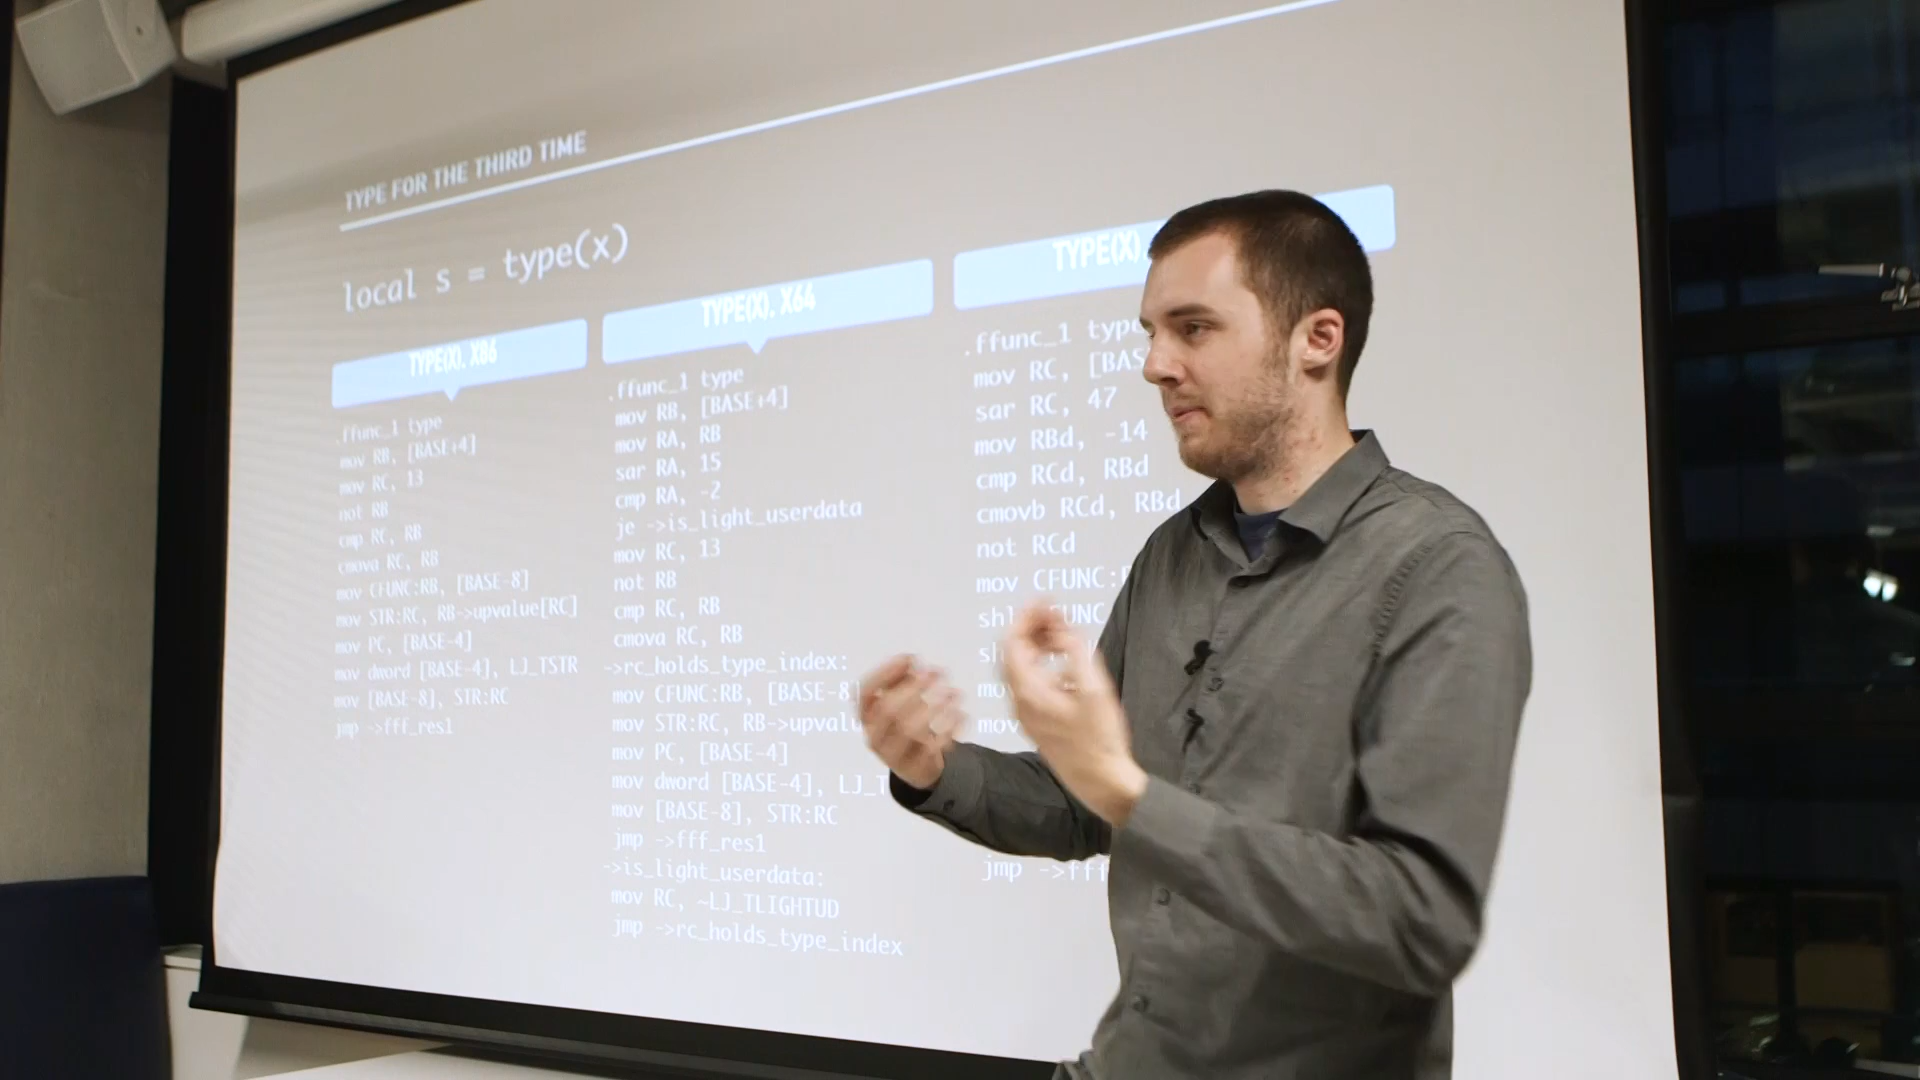 TYPE FOR THE THIRD TIME
local s = type(x)
TYPE(X). X86
.ffunc_1 type
mov RB, [BASE+4]
mov RC, 13
not RB
cmp RC, RB
cmova RC, RB
mov CFUNC:RB, [BASE-8]
mov STR:RC, RB->upvalue[RC]
mov PC, [BASE-4]
mov dword [BASE-4], LJ_TSTR
mov [BASE-8], STR:RC
jmp ->fff_res1
TYPE(X). X64
.ffunc_1 type
mov RB, [BASE+4]
mov RA, RB
sar RA, 15
cmp RA, -2
je ->is_light_userdata
mov RC, 13
not RB
cmp RC, RB
cmova RC, RB
->rc_holds_type_index:
mov CFUNC:RB, [BASE-8]
mov STR:RC, RB->upvalu
mov PC, [BASE-4]
mov dword [BASE-4], LJ_T
mov [BASE-8], STR:RC
jmp ->fff_res1
->is_light_userdata:
mov RC, ~LJ_TLIGHTUD
jmp ->rc_holds_type_index
TYPE(X).
.ffunc_1 type
mov RC, [BAS
sar RC, 47
mov RBd, -14
cmp RCd, RBd
cmovb RCd, RBd
not RCd
mov CFUNC:
shl
mov
jmp ->fff